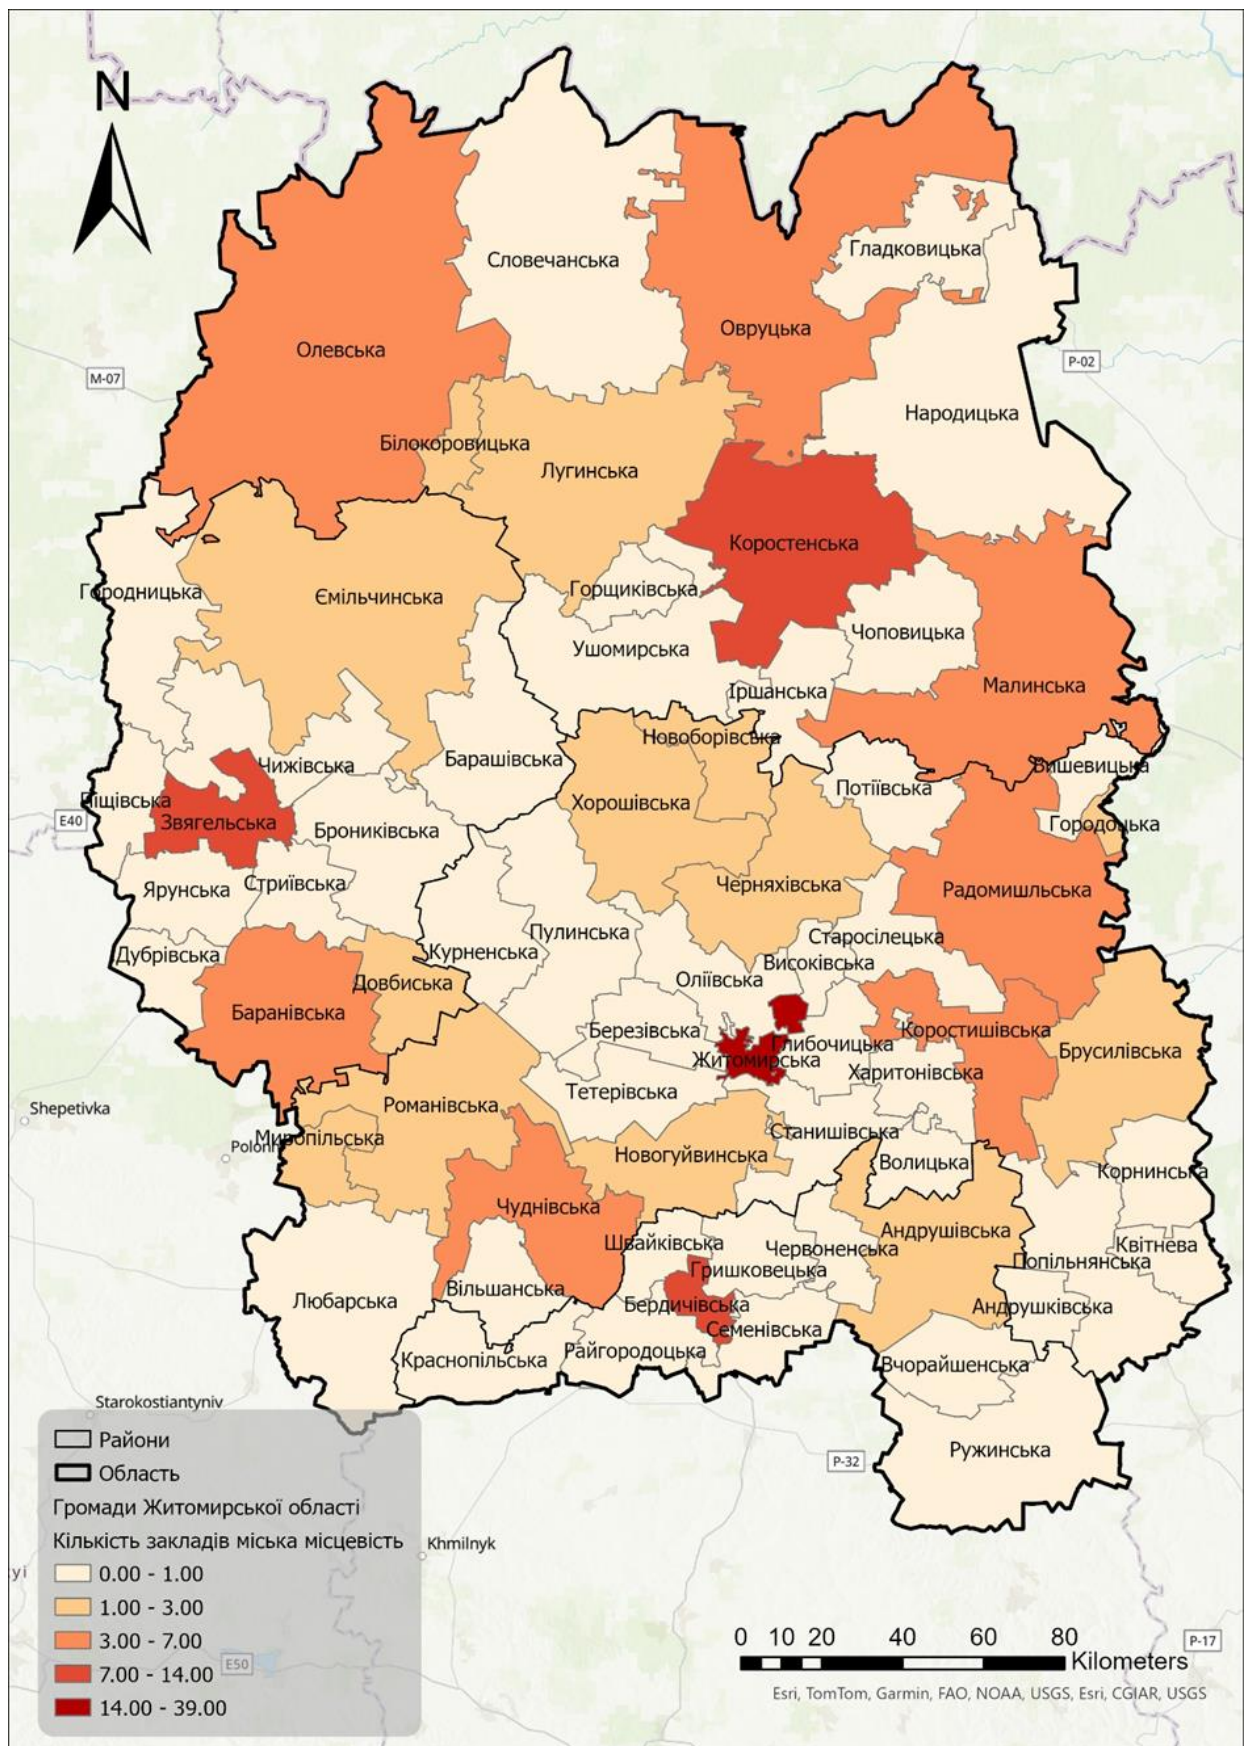 N
Словечанська
Гладковицька
Овруцька
Олевська
M-07
P-02
Народицька
Білокоровицька
Лугинська
Коростенська
Городницька
Ємільчинська
Горщиківська
Чоповицька
Ушомирська
Іршанська
Малинська
Новоборівська
Барашівська
Чижівська
Вишевицька
Потіївська
Піщівська
Хорошівська
E40
Звягельська
Брониківська
Городоцька
Ярунська
Стриївська
Черняхівська
Радомишльська
Пулинська
Старосілецька
Дубрівська
Курненська
Високівська
Довбиська
Оліївська
Баранівська
Березівська
Коростишівська
Глибочицька
Житомирська
Брусилівська
Харитонівська
Тетерівська
Романівська
Shepetivka
Миропільська
Polonn
Станишівська
Новогуйвинська
Волицька
Корнинська
Чуднівська
Андрушівська
Швайківська
Червоненська
Квітнева
Попільнянська
Гришковецька
Вільшанська
Любарська
Бердичівська
Андрушківська
Семенівська
Райгородоцька
Краснопільська
Вчорайшенська
Starokostiantyniv
Ружинська
P-32
Райони
Область
Громади Житомирської області
Кількість закладів міська місцевість
Khmilnyk
yi
0.00 - 1.00
1.00 - 3.00
3.00 - 7.00
7.00 - 14.00
14.00 - 39.00
E50
0 10 20 40 60 80
Kilometers
P-17
Esri, TomTom, Garmin, FAO, NOAA, USGS, Esri, CGIAR, USGS